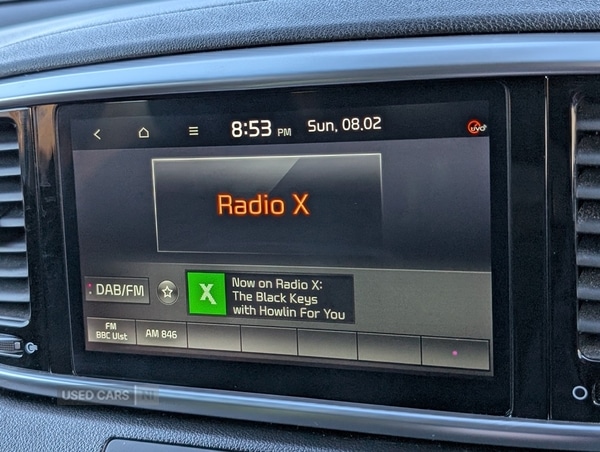 8:53 PM Sun, 08.02
uvo
Radio X
DAB/FM
X
Now on Radio X:
The Black Keys
with Howlin For You
FM
BBC Ulst
AM 846
USED CARS NI